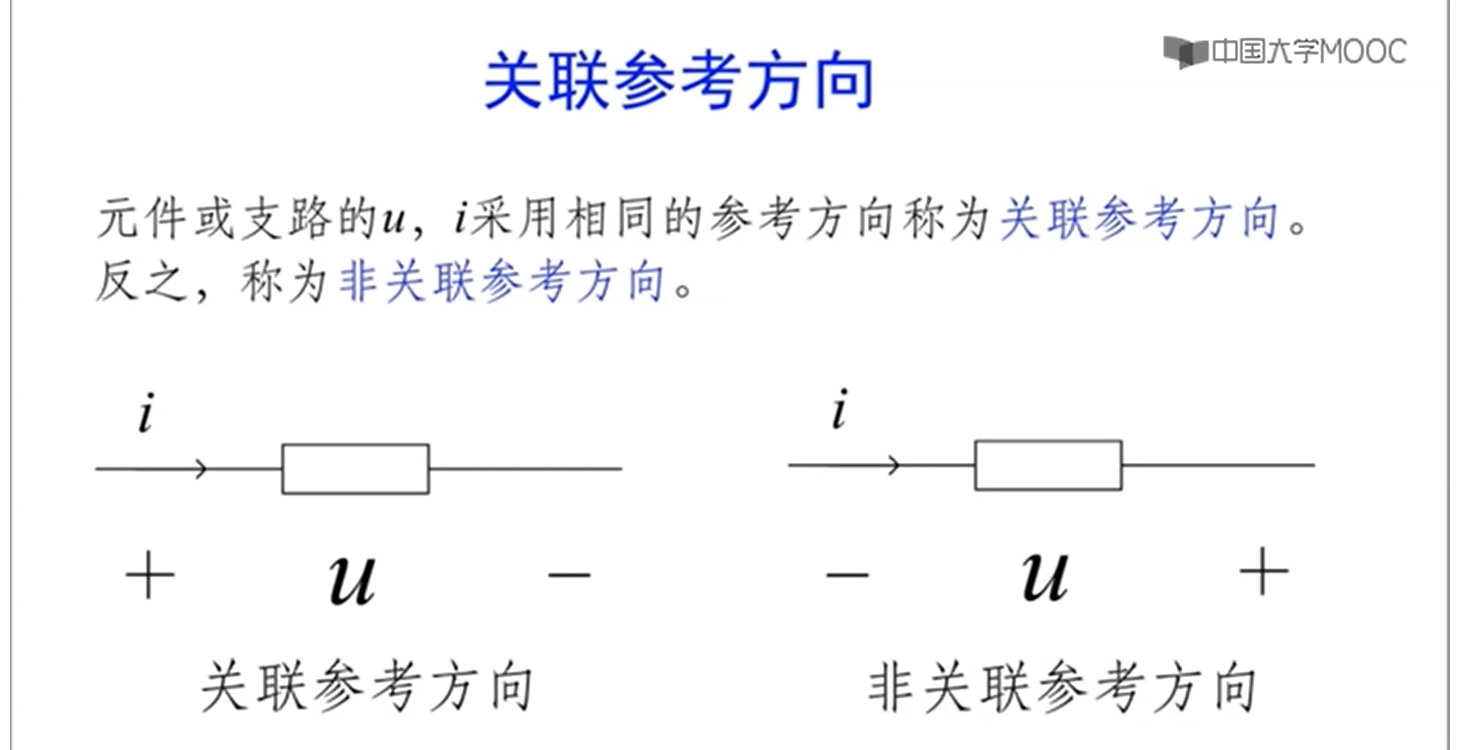 中国大学MOOC
关联参考方向
元件或支路的u，i采用相同的参考方向称为关联参考方向。
反之，称为非关联参考方向。
i
i
+ u −
− u +
关联参考方向
非关联参考方向